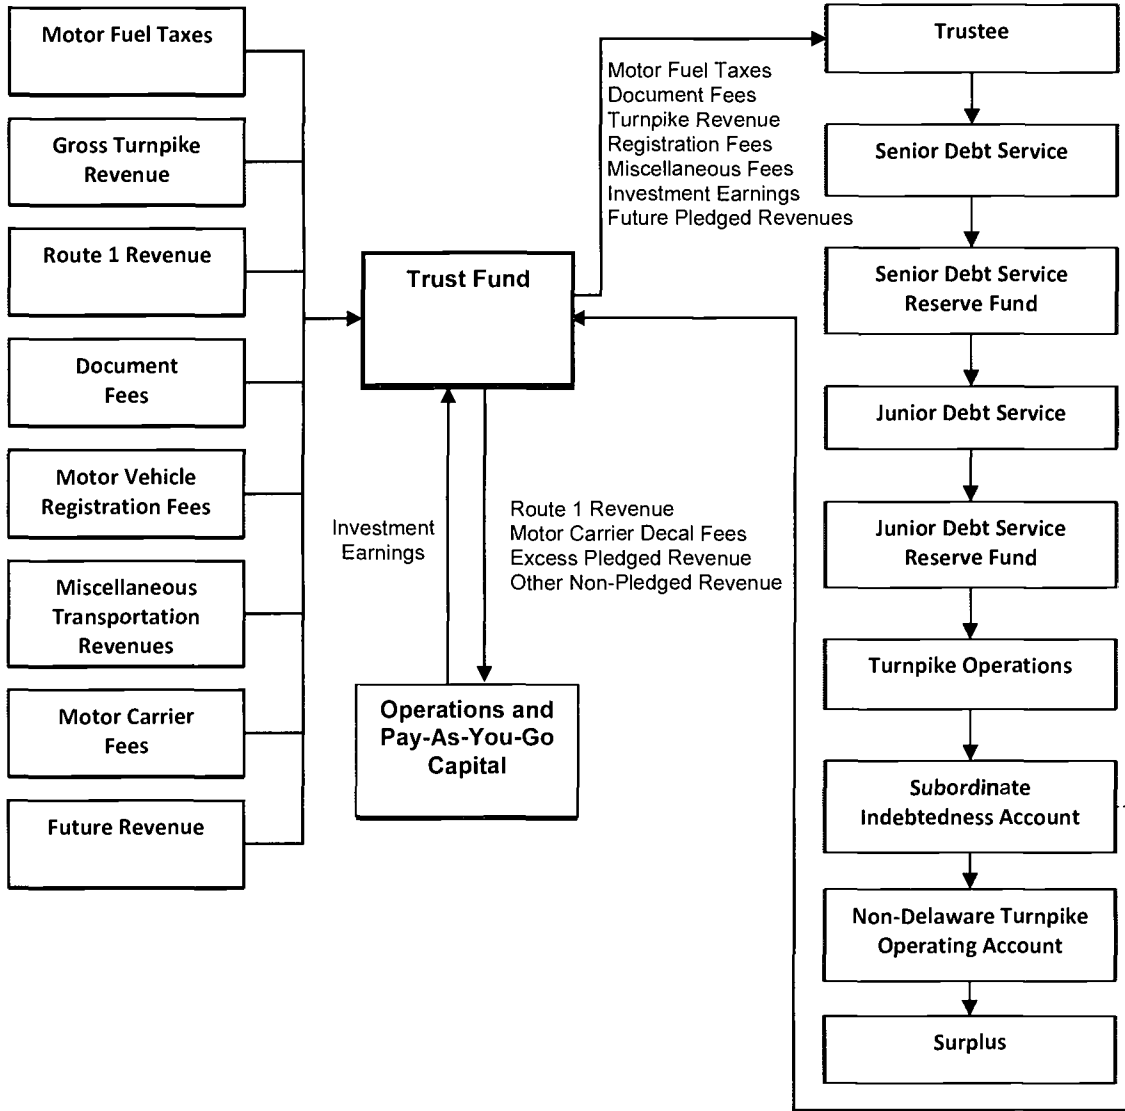 Motor Fuel Taxes
Gross Turnpike
Revenue
Route 1 Revenue
Document
Fees
Motor Vehicle
Registration Fees
Miscellaneous
Transportation
Revenues
Motor Carrier
Fees
Future Revenue
Trust Fund
Investment
Earnings
Route 1 Revenue
Motor Carrier Decal Fees
Excess Pledged Revenue
Other Non-Pledged Revenue
Operations and
Pay-As-You-Go
Capital
Motor Fuel Taxes
Document Fees
Turnpike Revenue
Registration Fees
Miscellaneous Fees
Investment Earnings
Future Pledged Revenues
Trustee
Senior Debt Service
Senior Debt Service
Reserve Fund
Junior Debt Service
Junior Debt Service
Reserve Fund
Turnpike Operations
Subordinate
Indebtedness Account
Non-Delaware Turnpike
Operating Account
Surplus